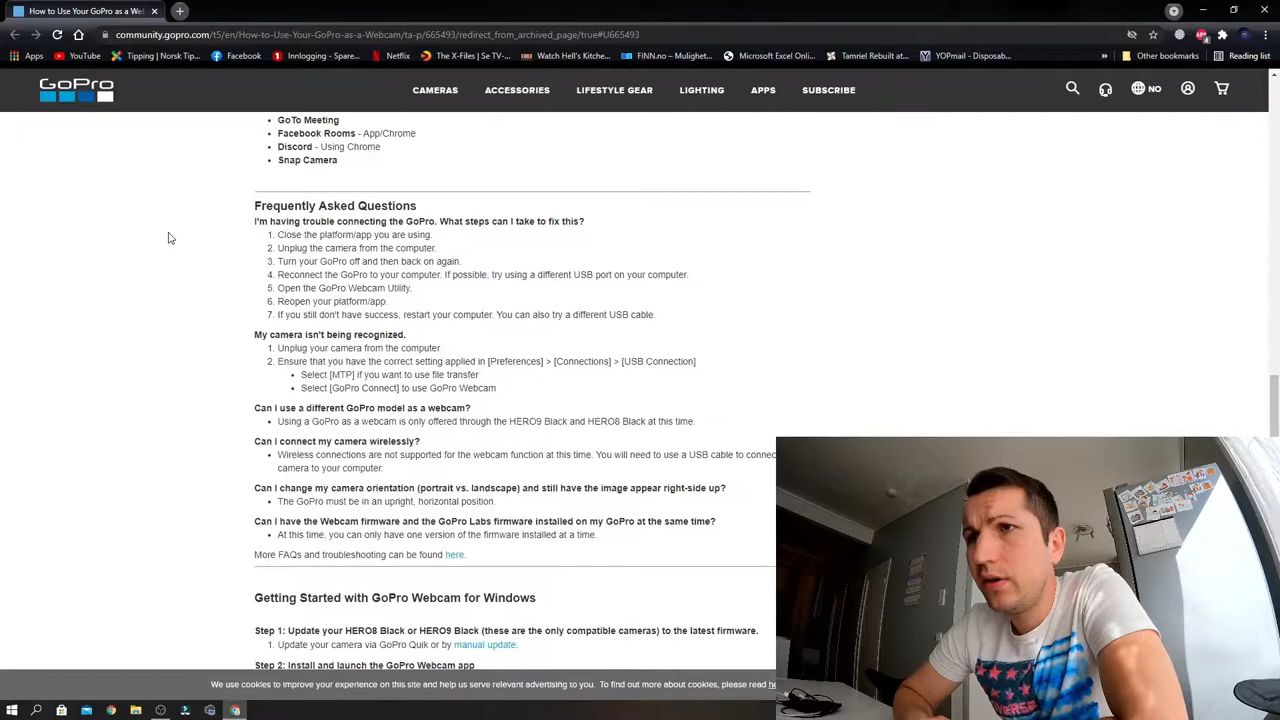 How to Use Your GoPro as a Web
community.gopro.com/t5/en/How-to-Use-Your-GoPro-as-a-Webcam/ta-p/665493/redirect_from_archived_page/true#U665493
Apps YouTube Tipping | Norsk Tip... Facebook Innlogging - Spare... Netflix The X-Files | Se TV-... Watch Hell's Kitche... FINN.no - Mulighet... Microsoft Excel Onl... Tamriel Rebuilt at... YOPmail - Disposab... » Other bookmarks Reading list
GoPro CAMERAS ACCESSORIES LIFESTYLE GEAR LIGHTING APPS SUBSCRIBE NO
• GoTo Meeting
• Facebook Rooms - App/Chrome
• Discord - Using Chrome
• Snap Camera
Frequently Asked Questions
I'm having trouble connecting the GoPro. What steps can I take to fix this?
1. Close the platform/app you are using.
2. Unplug the camera from the computer.
3. Turn your GoPro off and then back on again.
4. Reconnect the GoPro to your computer. If possible, try using a different USB port on your computer.
5. Open the GoPro Webcam Utility.
6. Reopen your platform/app.
7. If you still don't have success, restart your computer. You can also try a different USB cable.
My camera isn't being recognized.
1. Unplug your camera from the computer
2. Ensure that you have the correct setting applied in [Preferences] > [Connections] > [USB Connection]
• Select [MTP] if you want to use file transfer
• Select [GoPro Connect] to use GoPro Webcam
Can I use a different GoPro model as a webcam?
• Using a GoPro as a webcam is only offered through the HERO9 Black and HERO8 Black at this time.
Can I connect my camera wirelessly?
• Wireless connections are not supported for the webcam function at this time. You will need to use a USB cable to connec
camera to your computer.
Can I change my camera orientation (portrait vs. landscape) and still have the image appear right-side up?
• The GoPro must be in an upright, horizontal position.
Can I have the Webcam firmware and the GoPro Labs firmware installed on my GoPro at the same time?
• At this time, you can only have one version of the firmware installed at a time.
More FAQs and troubleshooting can be found here.
Getting Started with GoPro Webcam for Windows
Step 1: Update your HERO8 Black or HERO9 Black (these are the only compatible cameras) to the latest firmware.
1. Update your camera via GoPro Quik or by manual update.
Step 2: Install and launch the GoPro Webcam app
We use cookies to improve your experience on this site and help us serve relevant advertising to you. To find out more about cookies, please read he